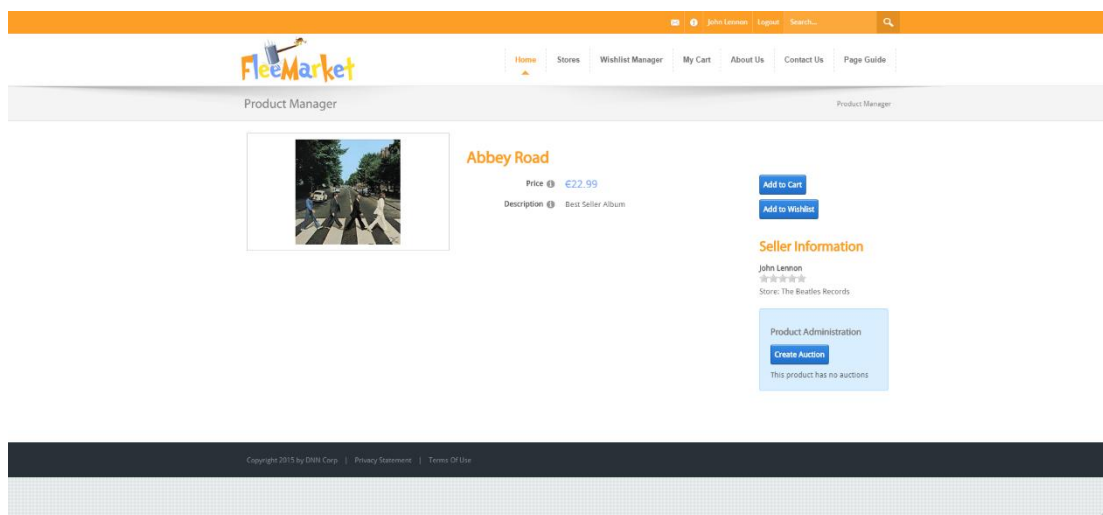 John Lennon Logout Search...
FleeMarket
Home Stores Wishlist Manager My Cart About Us Contact Us Page Guide
Product Manager Product Manager
Abbey Road
Price €22.99
Description Best Seller Album
Add to Cart
Add to Wishlist
Seller Information
John Lennon
Store: The Beatles Records
Product Administration
Create Auction
This product has no auctions
Copyright 2015 by DNN Corp | Privacy Statement | Terms Of Use